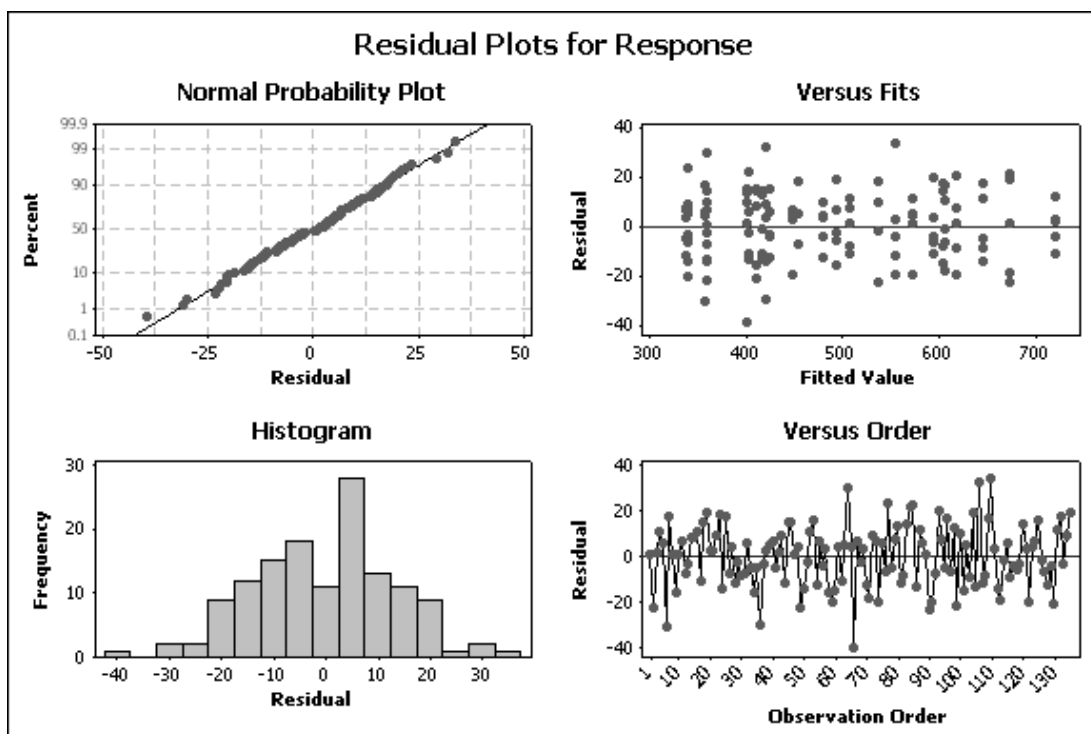 Residual Plots for Response
Normal Probability Plot
99.9
99
90
50
10
1
0.1
Percent
-50 -25 0 25 50
Residual
Versus Fits
40
20
0
-20
-40
Residual
300 400 500 600 700
Fitted Value
Histogram
30
20
10
0
Frequency
-40 -30 -20 -10 0 10 20 30
Residual
Versus Order
40
20
0
-20
-40
Residual
1 10 20 30 40 50 60 70 80 90 100 110 120 130
Observation Order